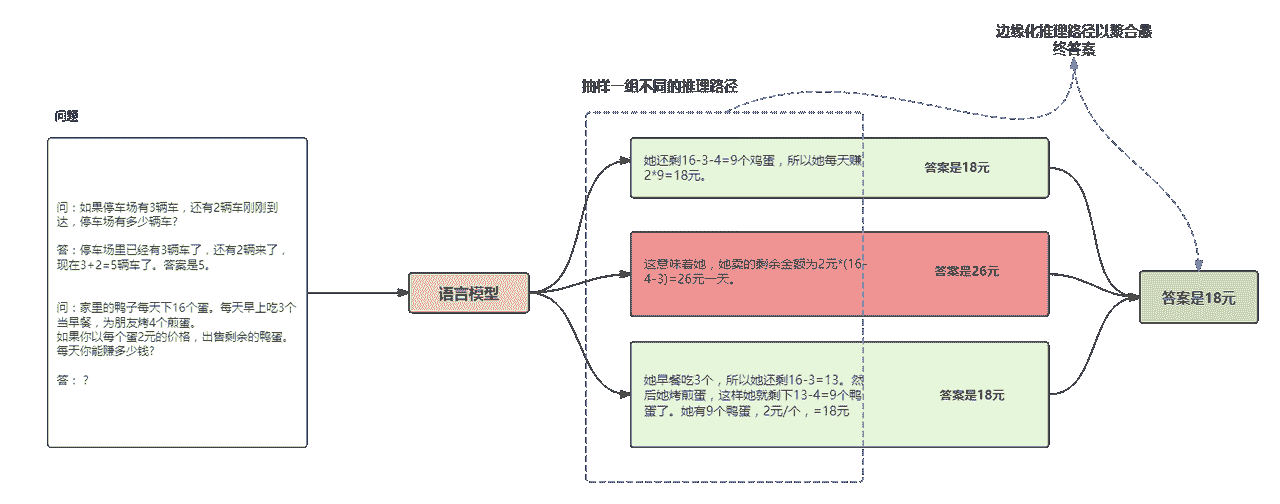 边缘化推理路径以聚合最
终答案
抽样一组不同的推理路径
问题
问：如果停车场有3辆车，还有2辆车刚刚到
达，停车场有多少辆车？
答：停车场里已经有3辆车了，还有2辆来了，
现在3+2=5辆车了。答案是5。
问：家里的鸭子每天下16个蛋。每天早上吃3个
当早餐，为朋友烤4个煎蛋。
如果你以每个蛋2元的价格，出售剩余的鸭蛋。
每天你能赚多少钱？
答：？
语言模型
她还剩16-3-4=9个鸡蛋，所以她每天赚
2*9=18元。
答案是18元
这意味着她，她卖的剩余金额为2元*(16-
4-3)=26元一天。
答案是26元
她早餐吃3个，所以她还剩16-3=13。然
后她烤煎蛋，这样她就剩下13-4=9个鸭
蛋了。她有9个鸭蛋，2元/个，=18元
答案是18元
答案是18元